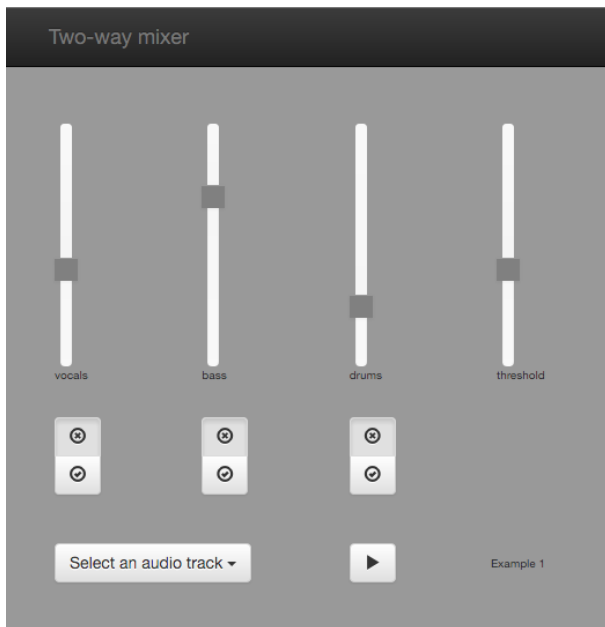 Two-way mixer
vocals
bass
drums
threshold
Select an audio track
Example 1